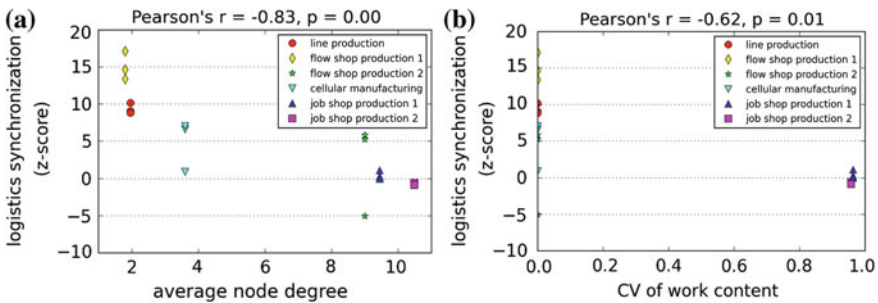 (a)
Pearson's r = -0.83, p = 0.00
20
15
10
5
0
−5
−10
logistics synchronization
(z-score)
line production
flow shop production 1
flow shop production 2
cellular manufacturing
job shop production 1
job shop production 2
2
4
6
8
10
average node degree
(b)
Pearson's r = -0.62, p = 0.01
20
15
10
5
0
−5
−10
logistics synchronization
(z-score)
line production
flow shop production 1
flow shop production 2
cellular manufacturing
job shop production 1
job shop production 2
0.0
0.2
0.4
0.6
0.8
1.0
CV of work content